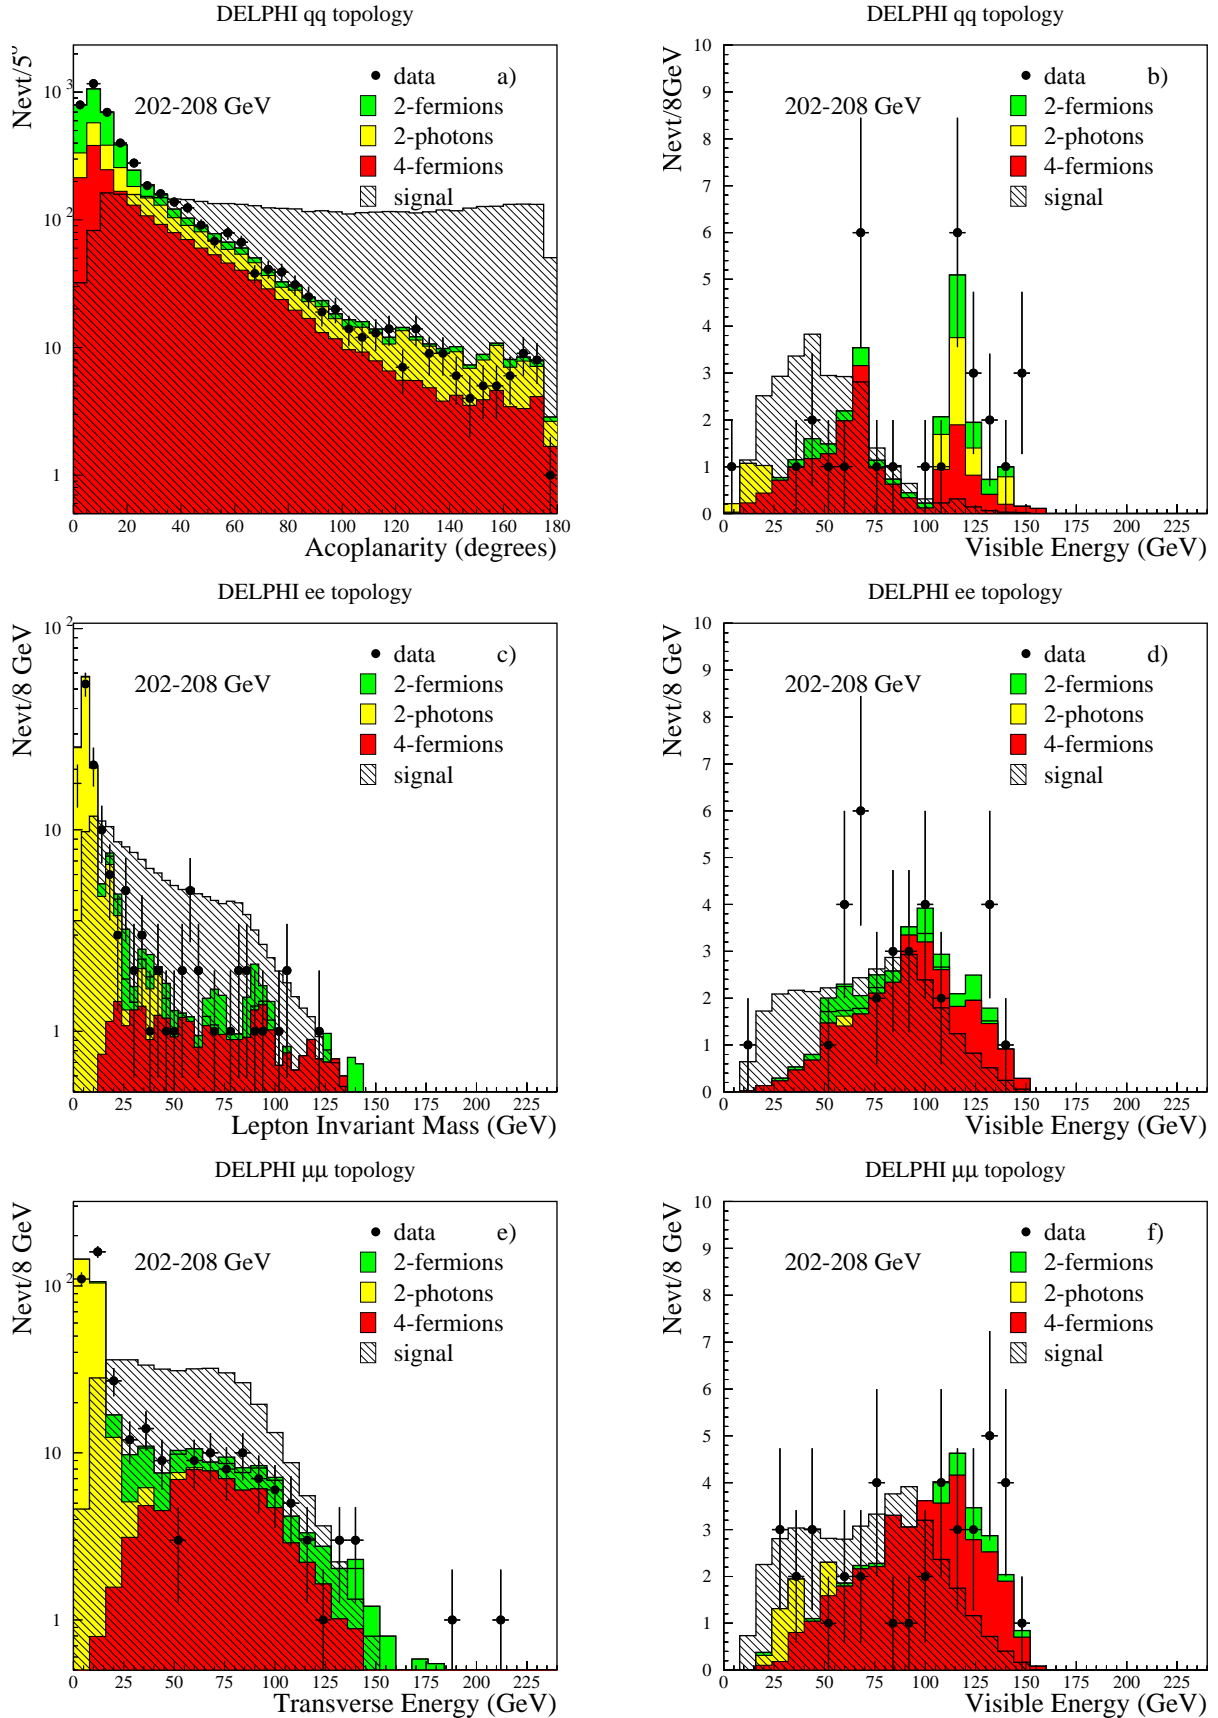 DELPHI qq topology
Nevt/5°
10³
10²
10
1
data a)
202-208 GeV
2-fermions
2-photons
4-fermions
signal
0 20 40 60 80 100 120 140 160 180
Acoplanarity (degrees)
DELPHI qq topology
Nevt/8GeV
10
9
8
7
6
5
4
3
2
1
0
data b)
202-208 GeV
2-fermions
2-photons
4-fermions
signal
0 25 50 75 100 125 150 175 200 225
Visible Energy (GeV)
DELPHI ee topology
Nevt/8 GeV
10²
10
1
data c)
202-208 GeV
2-fermions
2-photons
4-fermions
signal
0 25 50 75 100 125 150 175 200 225
Lepton Invariant Mass (GeV)
DELPHI ee topology
Nevt/8 GeV
10
9
8
7
6
5
4
3
2
1
0
data d)
202-208 GeV
2-fermions
2-photons
4-fermions
signal
0 25 50 75 100 125 150 175 200 225
Visible Energy (GeV)
DELPHI μμ topology
Nevt/8 GeV
10²
10
1
data e)
202-208 GeV
2-fermions
2-photons
4-fermions
signal
0 25 50 75 100 125 150 175 200 225
Transverse Energy (GeV)
DELPHI μμ topology
Nevt/8 GeV
10
9
8
7
6
5
4
3
2
1
0
data f)
202-208 GeV
2-fermions
2-photons
4-fermions
signal
0 25 50 75 100 125 150 175 200 225
Visible Energy (GeV)